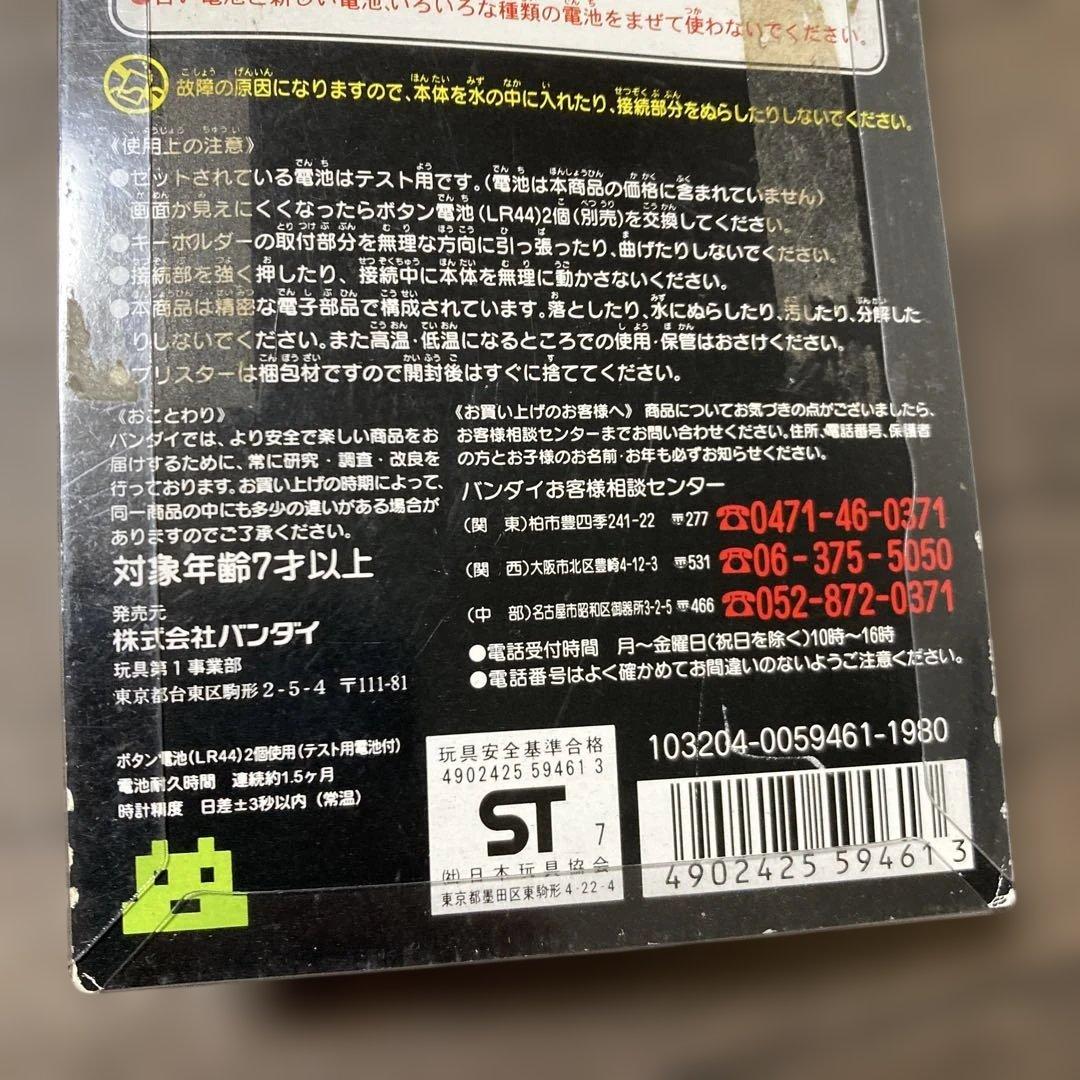 古い電池と新しい電池、いろいろな種類の電池をまぜて使わないでください。
故障の原因になりますので、本体を水の中に入れたり、接続部分をぬらしたりしないでください。
《使用上の注意》
●セットされている電池はテスト用です。(電池は本商品の価格に含まれていません)
画面が見えにくくなったらボタン電池(LR44)2個(別売)を交換してください。
●キーホルダーの取付部分を無理な方向に引っ張ったり、曲げたりしないでください。
●接続部を強く押したり、接続中に本体を無理に動かさないください。
●本商品は精密な電子部品で構成されています。落としたり、水にぬらしたり、汚したり、分解した
りしないでください。また高温・低温になるところでの使用・保管はおさけください。
ブリスターは梱包材ですので開封後はすぐに捨ててください。
《おことわり》
バンダイでは、より安全で楽しい商品をお
届けするために、常に研究・調査・改良を
行っております。お買い上げの時期によって、
同一商品の中にも多少の違いがある場合が
ありますのでご了承ください。
対象年齢7才以上
発売元
株式会社バンダイ
玩具第1事業部
東京都台東区駒形2-5-4 〒111-81
《お買い上げのお客様へ》 商品についてお気づきの点がございましたら、
お客様相談センターまでお問い合わせください。住所、電話番号、保護者
の方とお子様のお名前・お年も必ずお知らせください。
バンダイお客様相談センター
(関 東)柏市豊四季241-22 〒277 ☎0471-46-0371
(関 西)大阪市北区豊崎4-12-3 〒531 ☎06-375-5050
(中 部)名古屋市昭和区御器所3-2-5 〒466 ☎052-872-0371
●電話受付時間 月〜金曜日(祝日を除く)10時〜16時
●電話番号はよく確かめてお間違いのないようご注意ください。
ボタン電池(LR44)2個使用(テスト用電池付)
電池耐久時間 連続約1.5ヶ月
時計精度 日差±3秒以内(常温)
玩具安全基準合格
4902425 59461 3
ST 7
(社)日本玩具協会
東京都墨田区東駒形4-22-4
103204-0059461-1980
4902425 594613